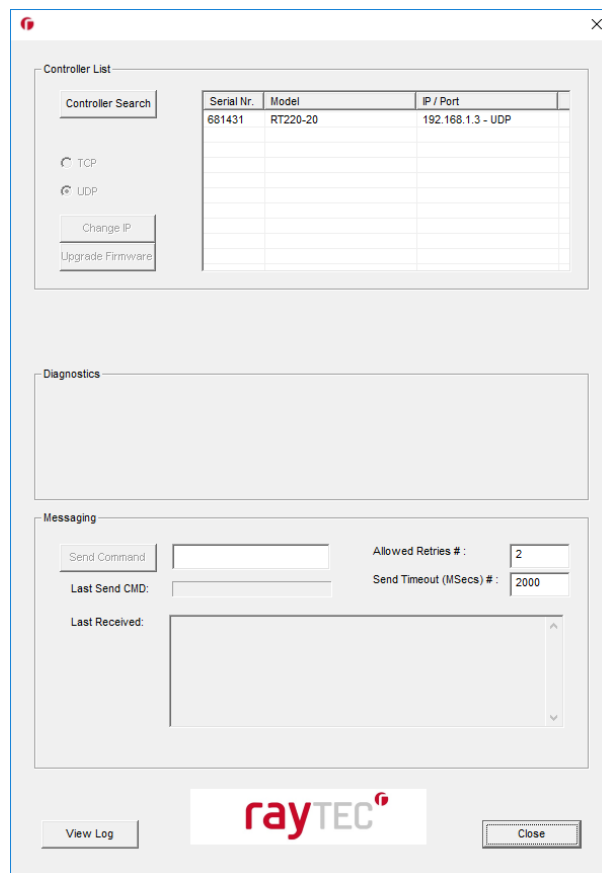 Controller List
Controller Search
Serial Nr. Model IP / Port
681431 RT220-20 192.168.1.3 - UDP
TCP
UDP
Change IP
Upgrade Firmware
Diagnostics
Messaging
Send Command
Allowed Retries # : 2
Last Send CMD:
Send Timeout (MSecs) # : 2000
Last Received:
rayTEC
View Log
Close